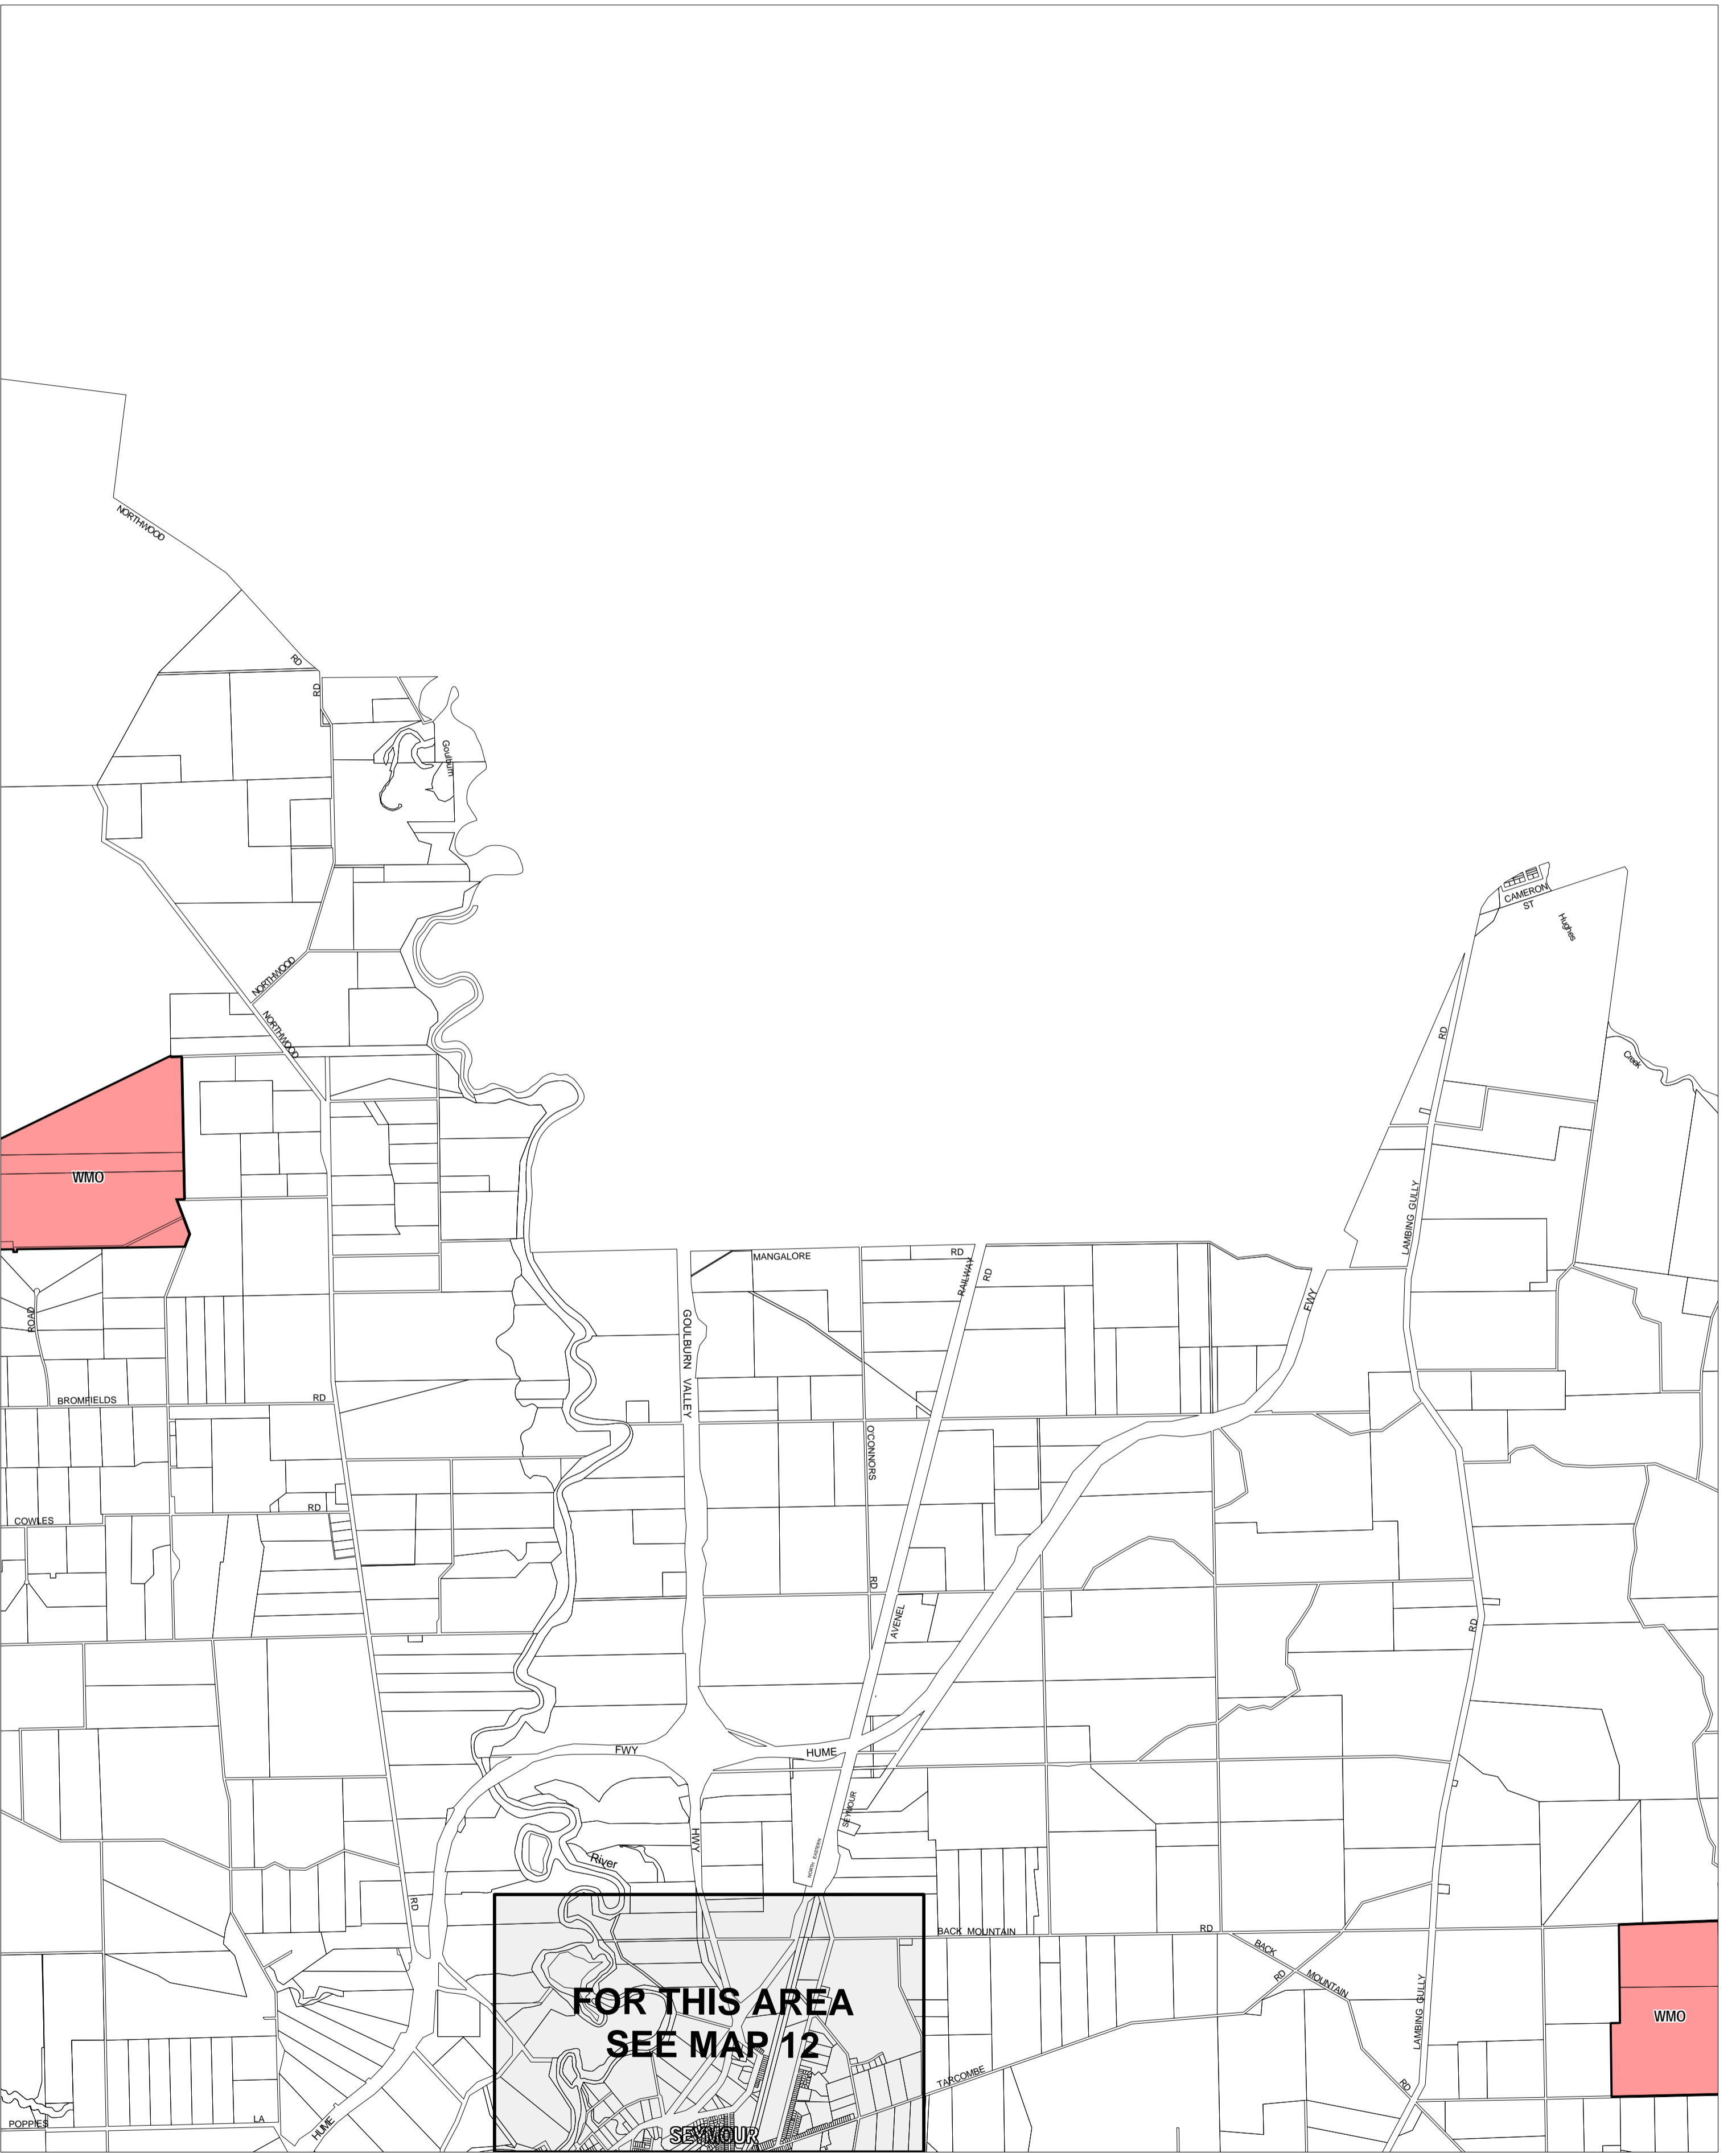 NORTHWOOD
RD
RD
Goulburn
CAMERON
ST
Hughes
NORTHWOOD
NORTHWOOD
RD
Creek
WMO
LAMBING GULLY
MANGALORE
RD
RAILWAY
RD
FWY
ROAD
GOULBURN VALLEY
BROMFIELDS
RD
O'CONNORS
RD
COWLES
RD
AVENEL
RD
FWY
HUME
SEYMOUR
HWY
NORTH EASTERN
River
RD
BACK MOUNTAIN
RD
BACK
MOUNTAIN
RD
FOR THIS AREA
SEE MAP 12
LAMBING GULLY
WMO
TARCOMBE
RD
POPPIES
LA
HUME
SEYMOUR